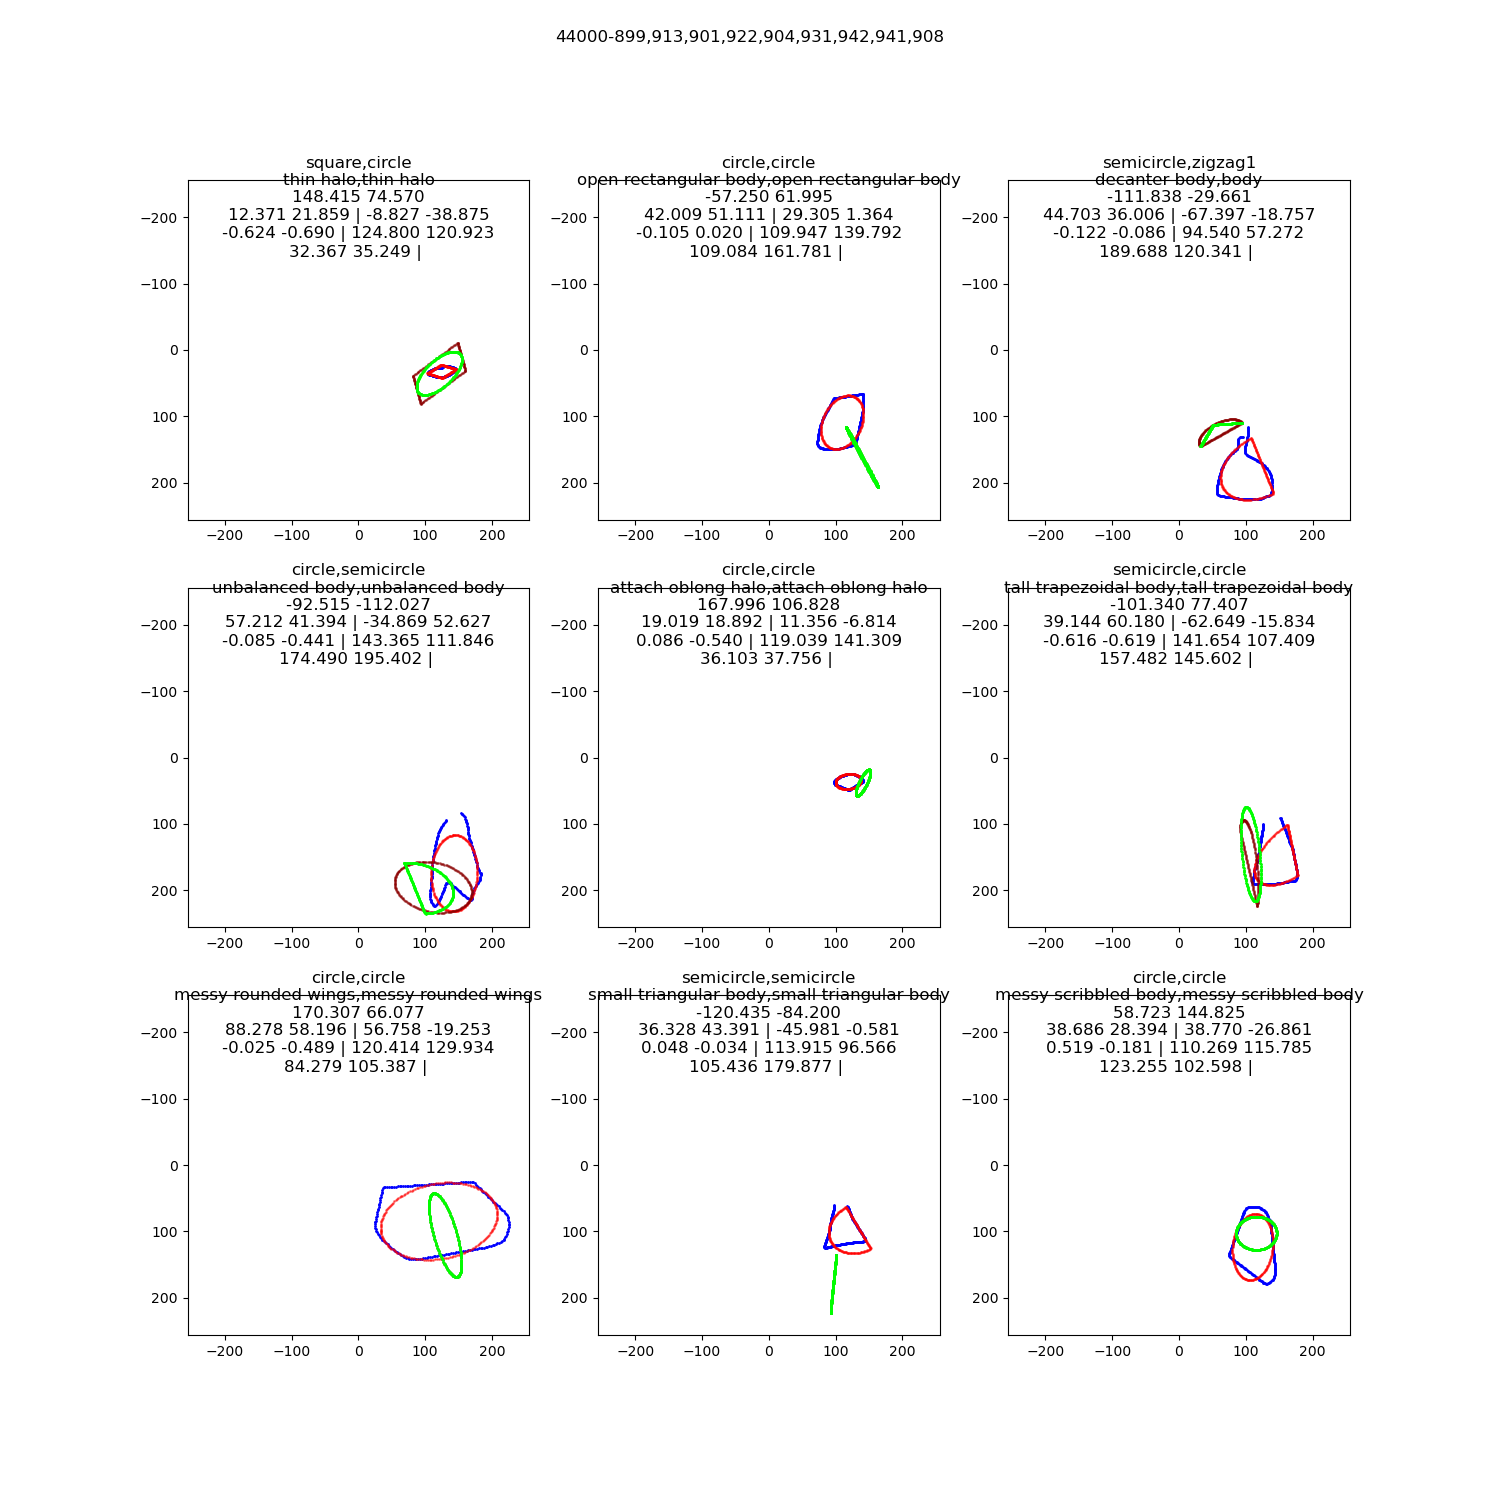 44000-899,913,901,922,904,931,942,941,908
square,circle
thin halo,thin halo
148.415 74.570
12.371 21.859 | -8.827 -38.875
-0.624 -0.690 | 124.800 120.923
32.367 35.249 |
−200
−100
0
100
200
−200 −100 0 100 200
circle,circle
open rectangular body,open rectangular body
-57.250 61.995
42.009 51.111 | 29.305 1.364
-0.105 0.020 | 109.947 139.792
109.084 161.781 |
−200
−100
0
100
200
−200 −100 0 100 200
semicircle,zigzag1
decanter body,body
-111.838 -29.661
44.703 36.006 | -67.397 -18.757
-0.122 -0.086 | 94.540 57.272
189.688 120.341 |
−200
−100
0
100
200
−200 −100 0 100 200
circle,semicircle
unbalanced body,unbalanced body
-92.515 -112.027
57.212 41.394 | -34.869 52.627
-0.085 -0.441 | 143.365 111.846
174.490 195.402 |
−200
−100
0
100
200
−200 −100 0 100 200
circle,circle
attach oblong halo,attach oblong halo
167.996 106.828
19.019 18.892 | 11.356 -6.814
0.086 -0.540 | 119.039 141.309
36.103 37.756 |
−200
−100
0
100
200
−200 −100 0 100 200
semicircle,circle
tall trapezoidal body,tall trapezoidal body
-101.340 77.407
39.144 60.180 | -62.649 -15.834
-0.616 -0.619 | 141.654 107.409
157.482 145.602 |
−200
−100
0
100
200
−200 −100 0 100 200
circle,circle
messy rounded wings,messy rounded wings
170.307 66.077
88.278 58.196 | 56.758 -19.253
-0.025 -0.489 | 120.414 129.934
84.279 105.387 |
−200
−100
0
100
200
−200 −100 0 100 200
semicircle,semicircle
small triangular body,small triangular body
-120.435 -84.200
36.328 43.391 | -45.981 -0.581
0.048 -0.034 | 113.915 96.566
105.436 179.877 |
−200
−100
0
100
200
−200 −100 0 100 200
circle,circle
messy scribbled body,messy scribbled body
58.723 144.825
38.686 28.394 | 38.770 -26.861
0.519 -0.181 | 110.269 115.785
123.255 102.598 |
−200
−100
0
100
200
−200 −100 0 100 200